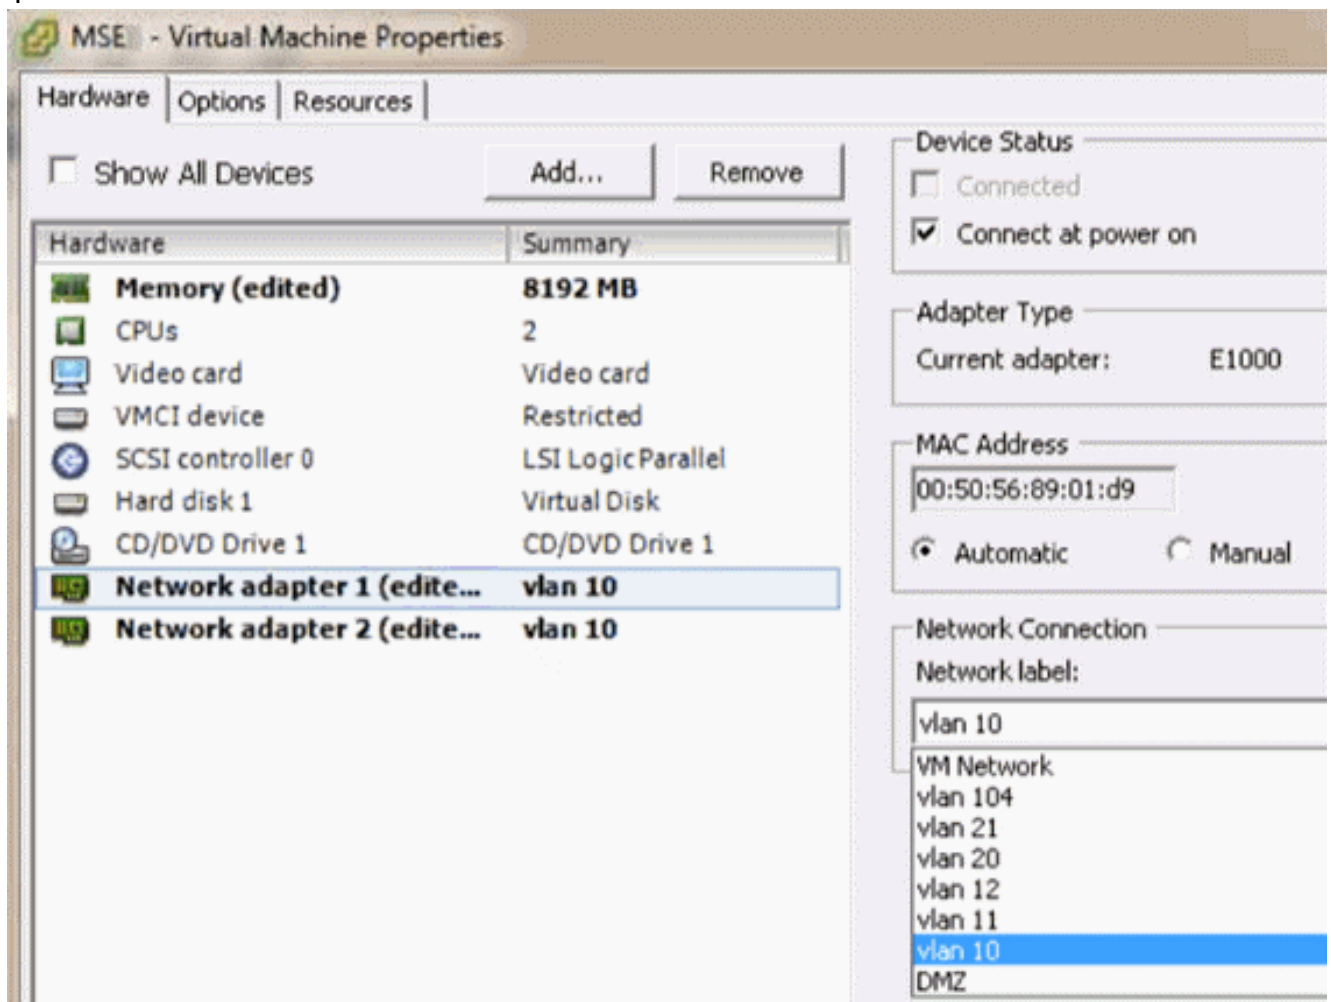 MSE - Virtual Machine Properties
Hardware Options Resources
Show All Devices Add... Remove
Hardware Summary
Memory (edited) 8192 MB
CPUs 2
Video card Video card
VMCI device Restricted
SCSI controller 0 LSI Logic Parallel
Hard disk 1 Virtual Disk
CD/DVD Drive 1 CD/DVD Drive 1
Network adapter 1 (edite... vlan 10
Network adapter 2 (edite... vlan 10
Device Status
Connected
Connect at power on
Adapter Type
Current adapter: E1000
MAC Address
00:50:56:89:01:d9
Automatic Manual
Network Connection
Network label:
vlan 10
VM Network
vlan 104
vlan 21
vlan 20
vlan 12
vlan 11
vlan 10
DMZ